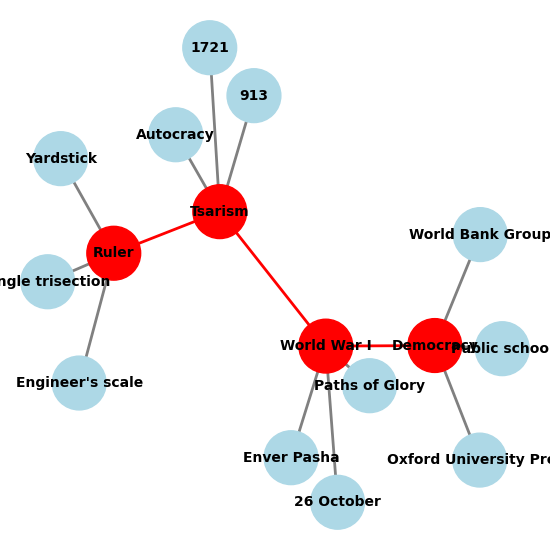 1721
913
Autocracy
Yardstick
Tsarism
World Bank Group
Ruler
ngle trisection
World War I
Democracy
Public schoo
Engineer's scale
Paths of Glory
Enver Pasha
Oxford University Pre
26 October